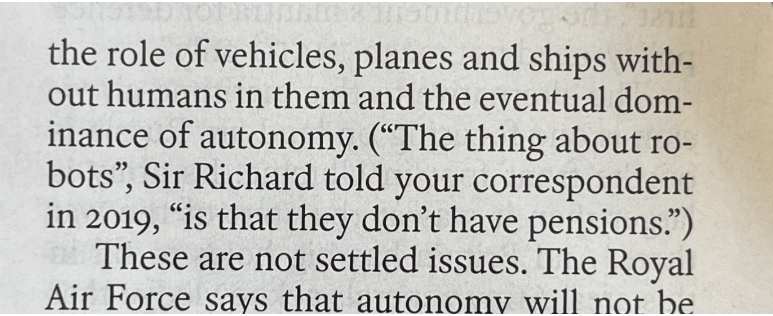 the role of vehicles, planes and ships with-
out humans in them and the eventual dom-
inance of autonomy. (“The thing about ro-
bots”, Sir Richard told your correspondent
in 2019, “is that they don’t have pensions.”)
These are not settled issues. The Royal
Air Force says that autonomy will not be